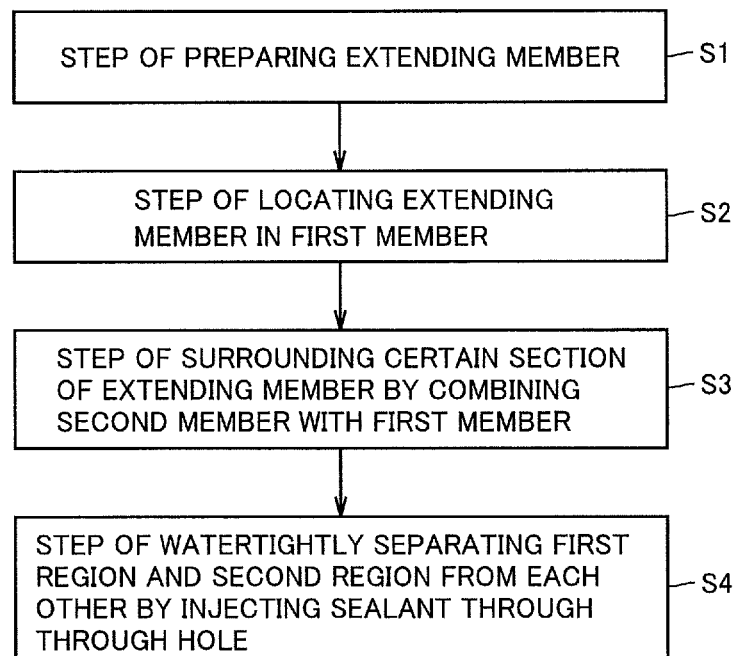 STEP OF PREPARING EXTENDING MEMBER
S1
STEP OF LOCATING EXTENDING
MEMBER IN FIRST MEMBER
S2
STEP OF SURROUNDING CERTAIN SECTION
OF EXTENDING MEMBER BY COMBINING
SECOND MEMBER WITH FIRST MEMBER
S3
STEP OF WATERTIGHTLY SEPARATING FIRST
REGION AND SECOND REGION FROM EACH
OTHER BY INJECTING SEALANT THROUGH
THROUGH HOLE
S4